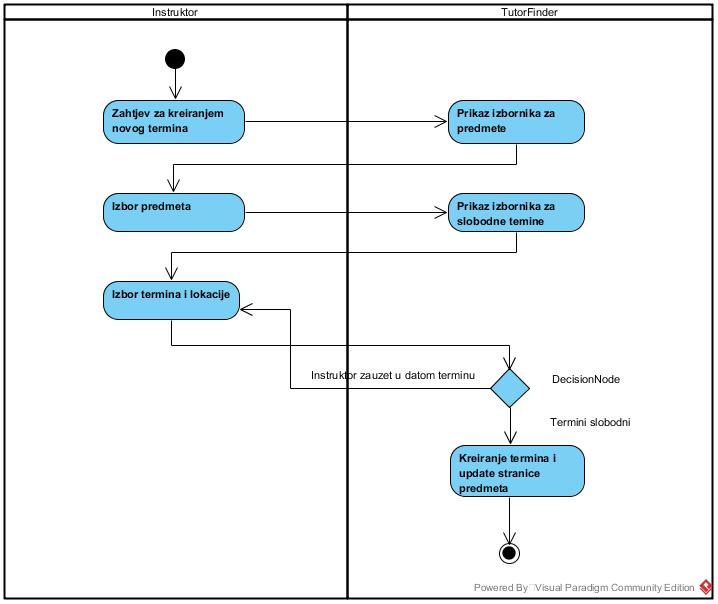 Instruktor
TutorFinder
Zahtjev za kreiranjem
novog termina
Prikaz izbornika za
predmete
Izbor predmeta
Prikaz izbornika za
slobodne temine
Izbor termina i lokacije
Instruktor zauzet u datom terminu
DecisionNode
Termini slobodni
Kreiranje termina i
update stranice
predmeta
Powered By Visual Paradigm Community Edition